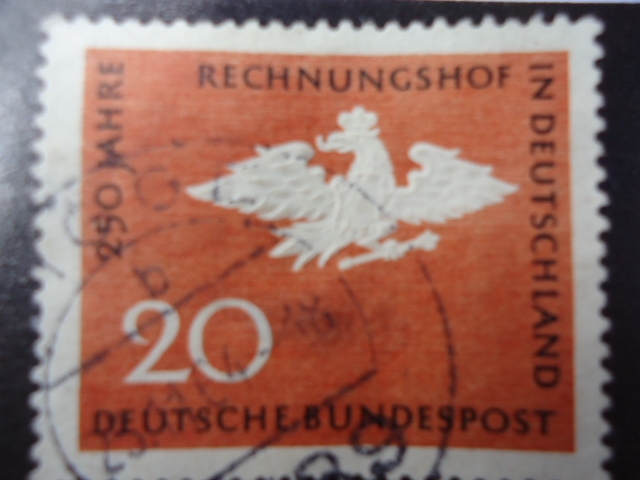 250 JAHRE
RECHNUNGSHOF
IN DEUTSCHLAND
20
DEUTSCHE BUNDESPOST